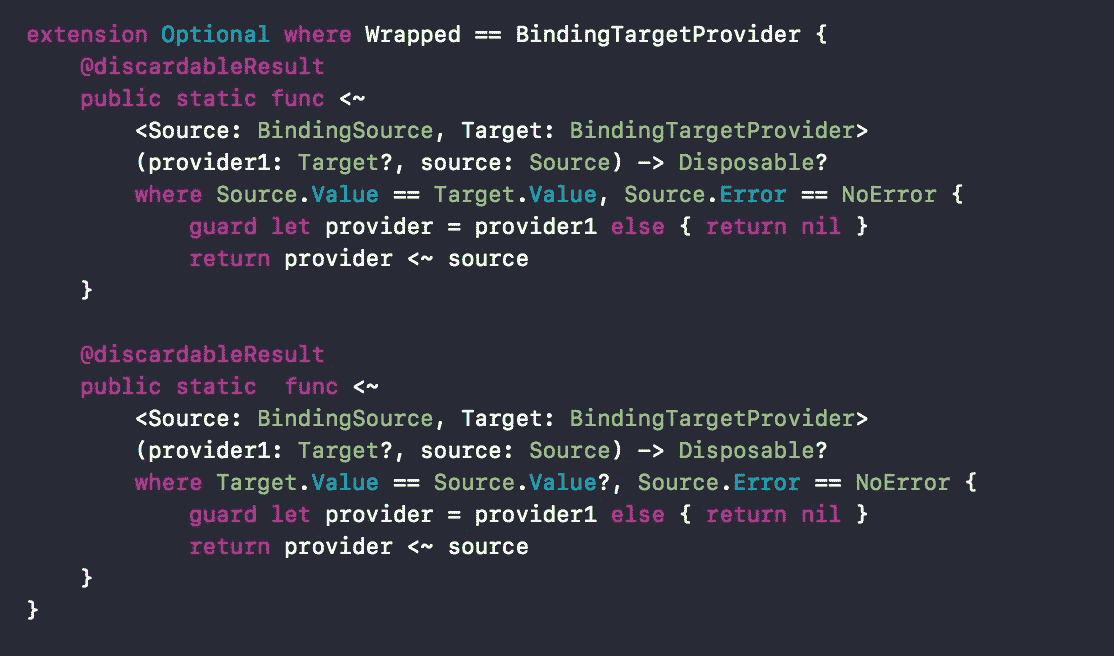 extension Optional where Wrapped == BindingTargetProvider {
@discardableResult
public static func <~
<Source: BindingSource, Target: BindingTargetProvider>
(provider1: Target?, source: Source) -> Disposable?
where Source.Value == Target.Value, Source.Error == NoError {
guard let provider = provider1 else { return nil }
return provider <~ source
}
@discardableResult
public static  func <~
<Source: BindingSource, Target: BindingTargetProvider>
(provider1: Target?, source: Source) -> Disposable?
where Target.Value == Source.Value?, Source.Error == NoError {
guard let provider = provider1 else { return nil }
return provider <~ source
}
}